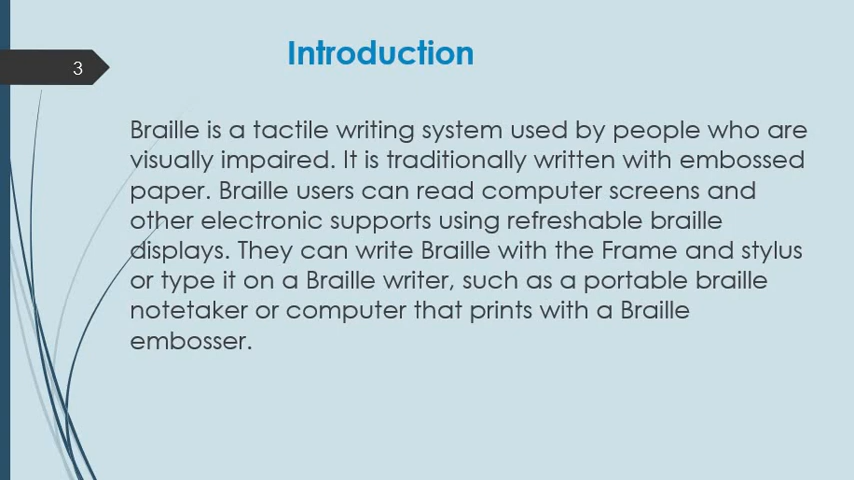 Introduction
3
Braille is a tactile writing system used by people who are
visually impaired. It is traditionally written with embossed
paper. Braille users can read computer screens and
other electronic supports using refreshable braille
displays. They can write Braille with the Frame and stylus
or type it on a Braille writer, such as a portable braille
notetaker or computer that prints with a Braille
embosser.